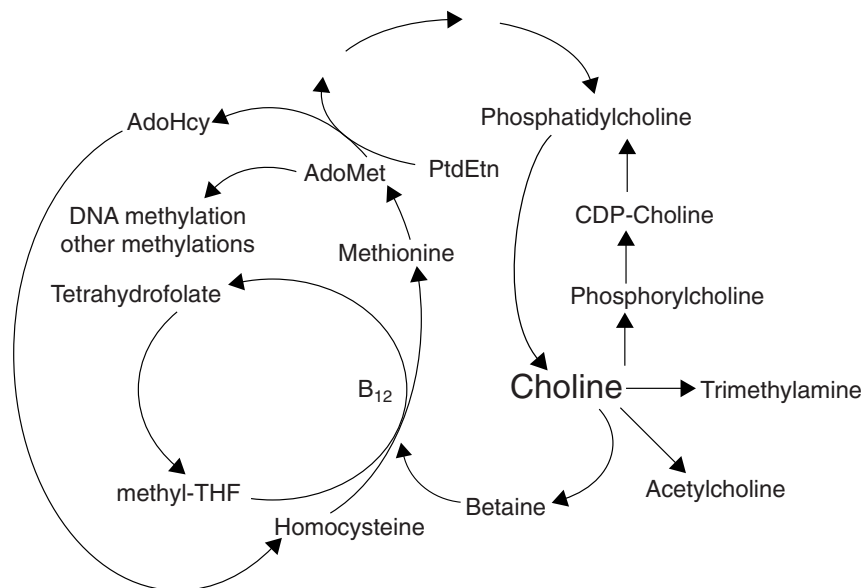 AdoHcy
Phosphatidylcholine
AdoMet
PtdEtn
DNA methylation
other methylations
CDP-Choline
Methionine
Tetrahydrofolate
Phosphorylcholine
B12
Choline
Trimethylamine
methyl-THF
Homocysteine
Betaine
Acetylcholine